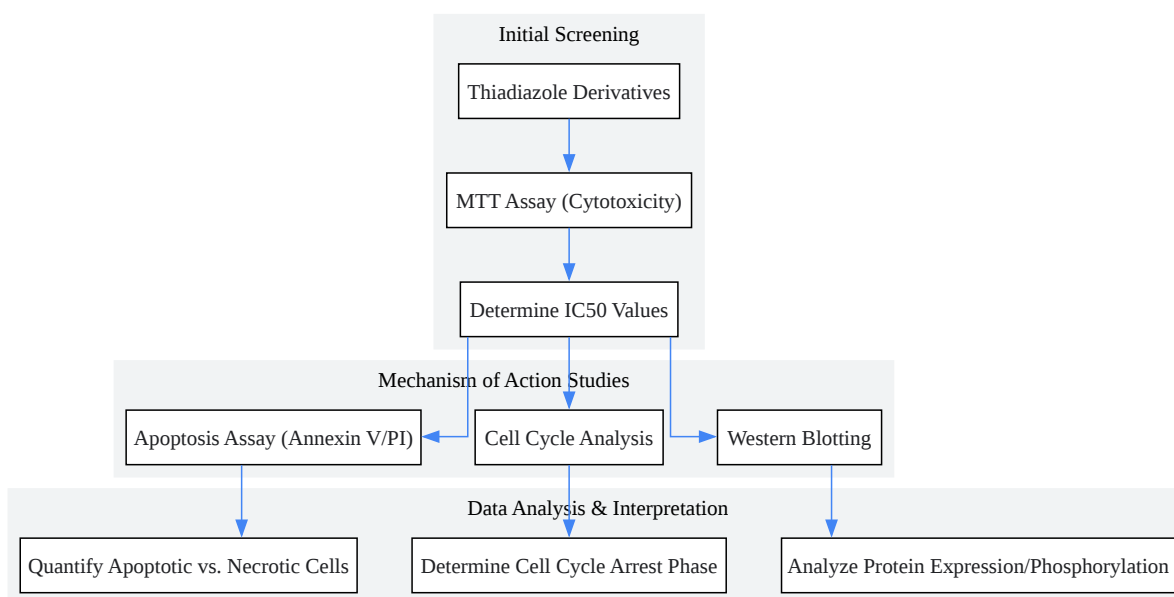 Initial Screening
Thiadiazole Derivatives
MTT Assay (Cytotoxicity)
Determine IC50 Values
Mechanism of Action Studies
Apoptosis Assay (Annexin V/PI)
Cell Cycle Analysis
Western Blotting
Data Analysis & Interpretation
Quantify Apoptotic vs. Necrotic Cells
Determine Cell Cycle Arrest Phase
Analyze Protein Expression/Phosphorylation